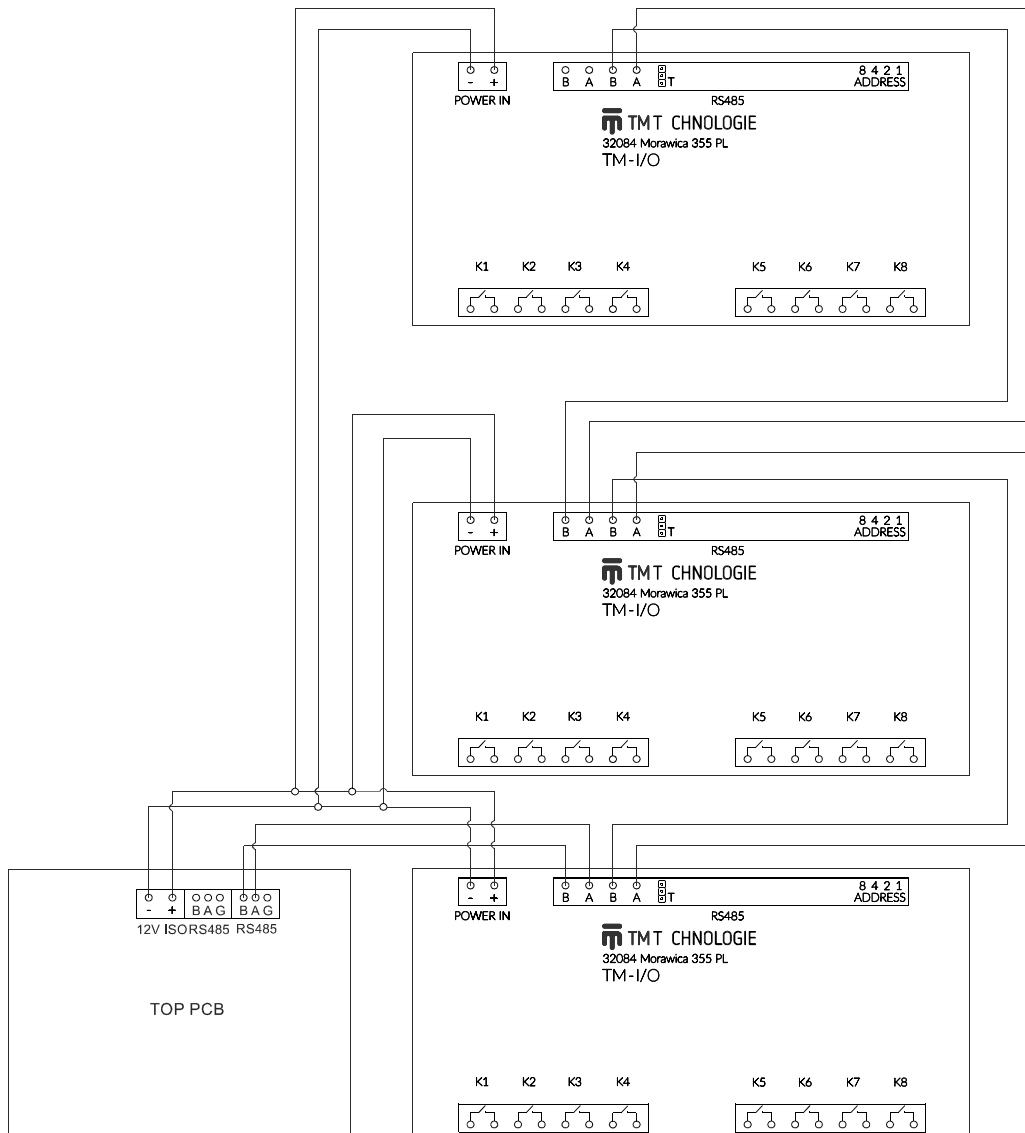 - + B A B A T 8 4 2 1
ADDRESS
POWER IN RS485
TMT CHNOLOGIE
32084 Morawica 355 PL
TM-I/O
K1 K2 K3 K4 K5 K6 K7 K8
- + B A B A T 8 4 2 1
ADDRESS
POWER IN RS485
TMT CHNOLOGIE
32084 Morawica 355 PL
TM-I/O
K1 K2 K3 K4 K5 K6 K7 K8
- + B A G B A G
12V ISORS485 RS485
TOP PCB
- + B A B A T 8 4 2 1
ADDRESS
POWER IN RS485
TMT CHNOLOGIE
32084 Morawica 355 PL
TM-I/O
K1 K2 K3 K4 K5 K6 K7 K8